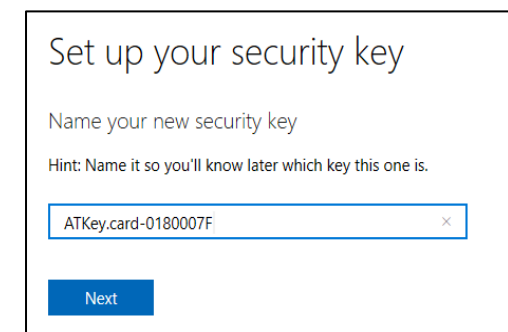 Set up your security key
Name your new security key
Hint: Name it so you'll know later which key this one is.
ATKey.card-0180007F
Next